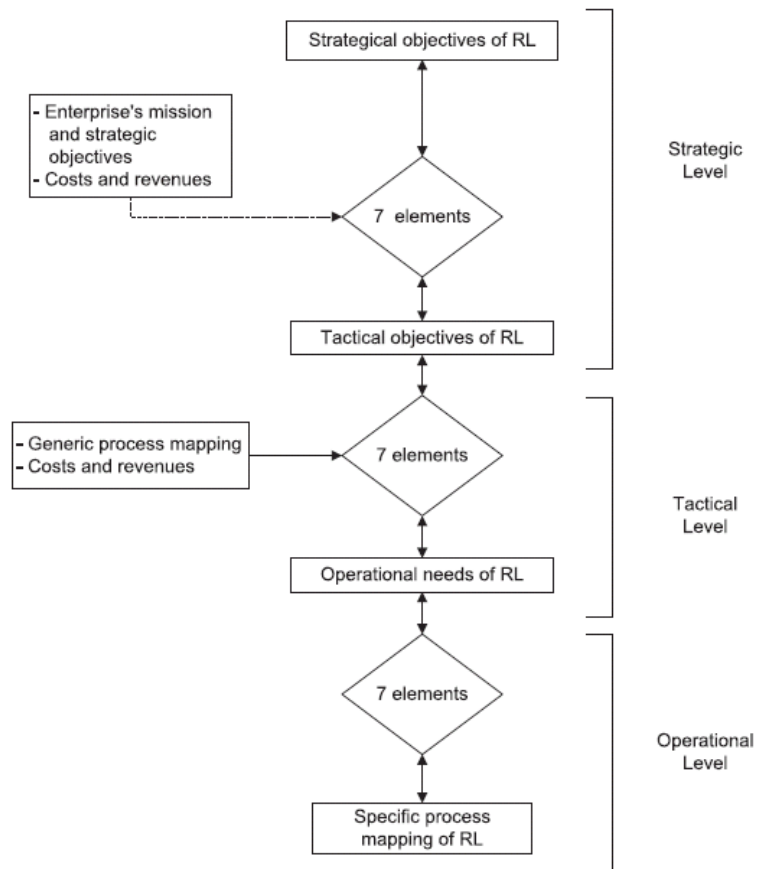 Strategical objectives of RL
- Enterprise's mission
and strategic
objectives
- Costs and revenues
Strategic
Level
7 elements
Tactical objectives of RL
- Generic process mapping
- Costs and revenues
7 elements
Tactical
Level
Operational needs of RL
7 elements
Operational
Level
Specific process
mapping of RL